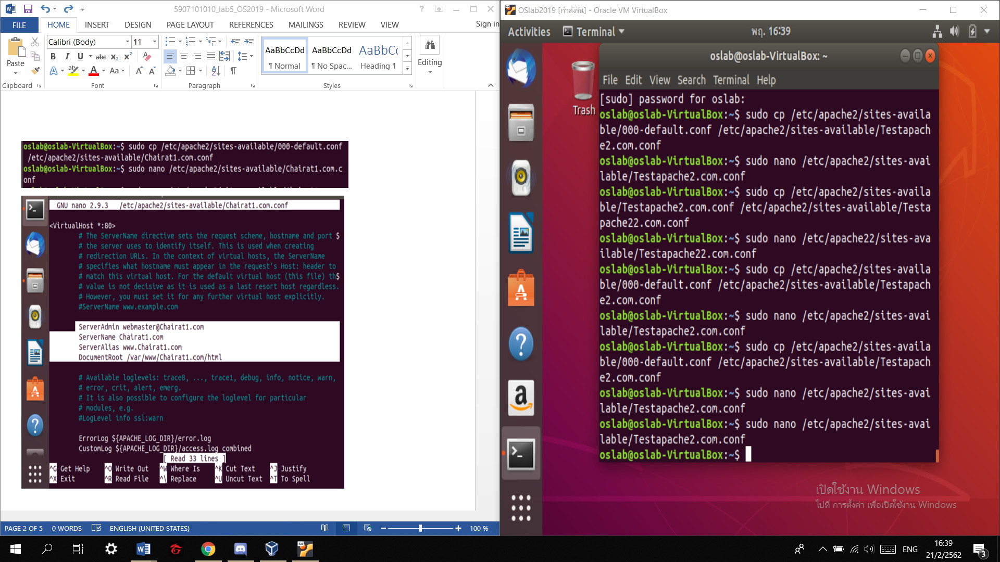 5907101010_lab5_OS2019 - Microsoft Word
FILE
HOME
INSERT
DESIGN
PAGE LAYOUT
REFERENCES
MAILINGS
REVIEW
VIEW
Sign in
Paste
Clipboard
Calibri (Body)
11
Font
Paragraph
AaBbCcDd
¶ Normal
AaBbCcDd
¶ No Spac...
AaBbCc
Heading 1
Styles
Editing
oslab@oslab-VirtualBox:~$ sudo cp /etc/apache2/sites-available/000-default.conf
/etc/apache2/sites-available/Chairat1.com.conf
oslab@oslab-VirtualBox:~$ sudo nano /etc/apache2/sites-available/Chairat1.com.c
onf
GNU nano 2.9.3 /etc/apache2/sites-available/Chairat1.com.conf
<VirtualHost *:80>
# The ServerName directive sets the request scheme, hostname and port $
# the server uses to identify itself. This is used when creating
# redirection URLs. In the context of virtual hosts, the ServerName
# specifies what hostname must appear in the request's Host: header to
# match this virtual host. For the default virtual host (this file) th$
# value is not decisive as it is used as a last resort host regardless.
# However, you must set it for any further virtual host explicitly.
#ServerName www.example.com
ServerAdmin webmaster@Chairat1.com
ServerName Chairat1.com
ServerAlias www.Chairat1.com
DocumentRoot /var/www/Chairat1.com/html
# Available loglevels: trace8, ..., trace1, debug, info, notice, warn,
# error, crit, alert, emerg.
# It is also possible to configure the loglevel for particular
# modules, e.g.
#LogLevel info ssl:warn
ErrorLog ${APACHE_LOG_DIR}/error.log
CustomLog ${APACHE_LOG_DIR}/access.log combined
[ Read 33 lines ]
^G Get Help ^O Write Out ^W Where Is ^K Cut Text ^J Justify
^X Exit ^R Read File ^\ Replace ^U Uncut Text ^T To Spell
PAGE 2 OF 5
0 WORDS
ENGLISH (UNITED STATES)
100 %
OSlab2019 [กำลังรัน] - Oracle VM VirtualBox
Activities
Terminal
พฤ. 16:39
Trash
oslab@oslab-VirtualBox: ~
File Edit View Search Terminal Help
[sudo] password for oslab:
oslab@oslab-VirtualBox:~$ sudo cp /etc/apache2/sites-availa
ble/000-default.conf /etc/apache2/sites-available/Testapach
e2.com.conf
oslab@oslab-VirtualBox:~$ sudo nano /etc/apache2/sites-avai
lable/Testapache2.com.conf
oslab@oslab-VirtualBox:~$ sudo cp /etc/apache2/sites-availa
ble/Testapache2.com.conf /etc/apache2/sites-available/Testa
pache22.com.conf
oslab@oslab-VirtualBox:~$ sudo nano /etc/apache22/sites-ava
ilable/Testapache22.com.conf
oslab@oslab-VirtualBox:~$ sudo cp /etc/apache2/sites-availa
ble/000-default.conf /etc/apache2/sites-available/Testapach
e2.com.conf
oslab@oslab-VirtualBox:~$ sudo nano /etc/apache2/sites-avai
lable/Testapache2.com.conf
oslab@oslab-VirtualBox:~$ sudo cp /etc/apache2/sites-availa
ble/000-default.conf /etc/apache2/sites-available/Testapach
e2.com.conf
oslab@oslab-VirtualBox:~$ sudo nano /etc/apache2/sites-avai
lable/Testapache2.com.conf
oslab@oslab-VirtualBox:~$ sudo nano /etc/apache2/sites-avai
lable/Testapache2.com.conf
oslab@oslab-VirtualBox:~$
เปิดใช้งาน Windows
ไปที่ การตั้งค่า เพื่อเปิดใช้งาน Windows
ENG
16:39
21/2/2562
3